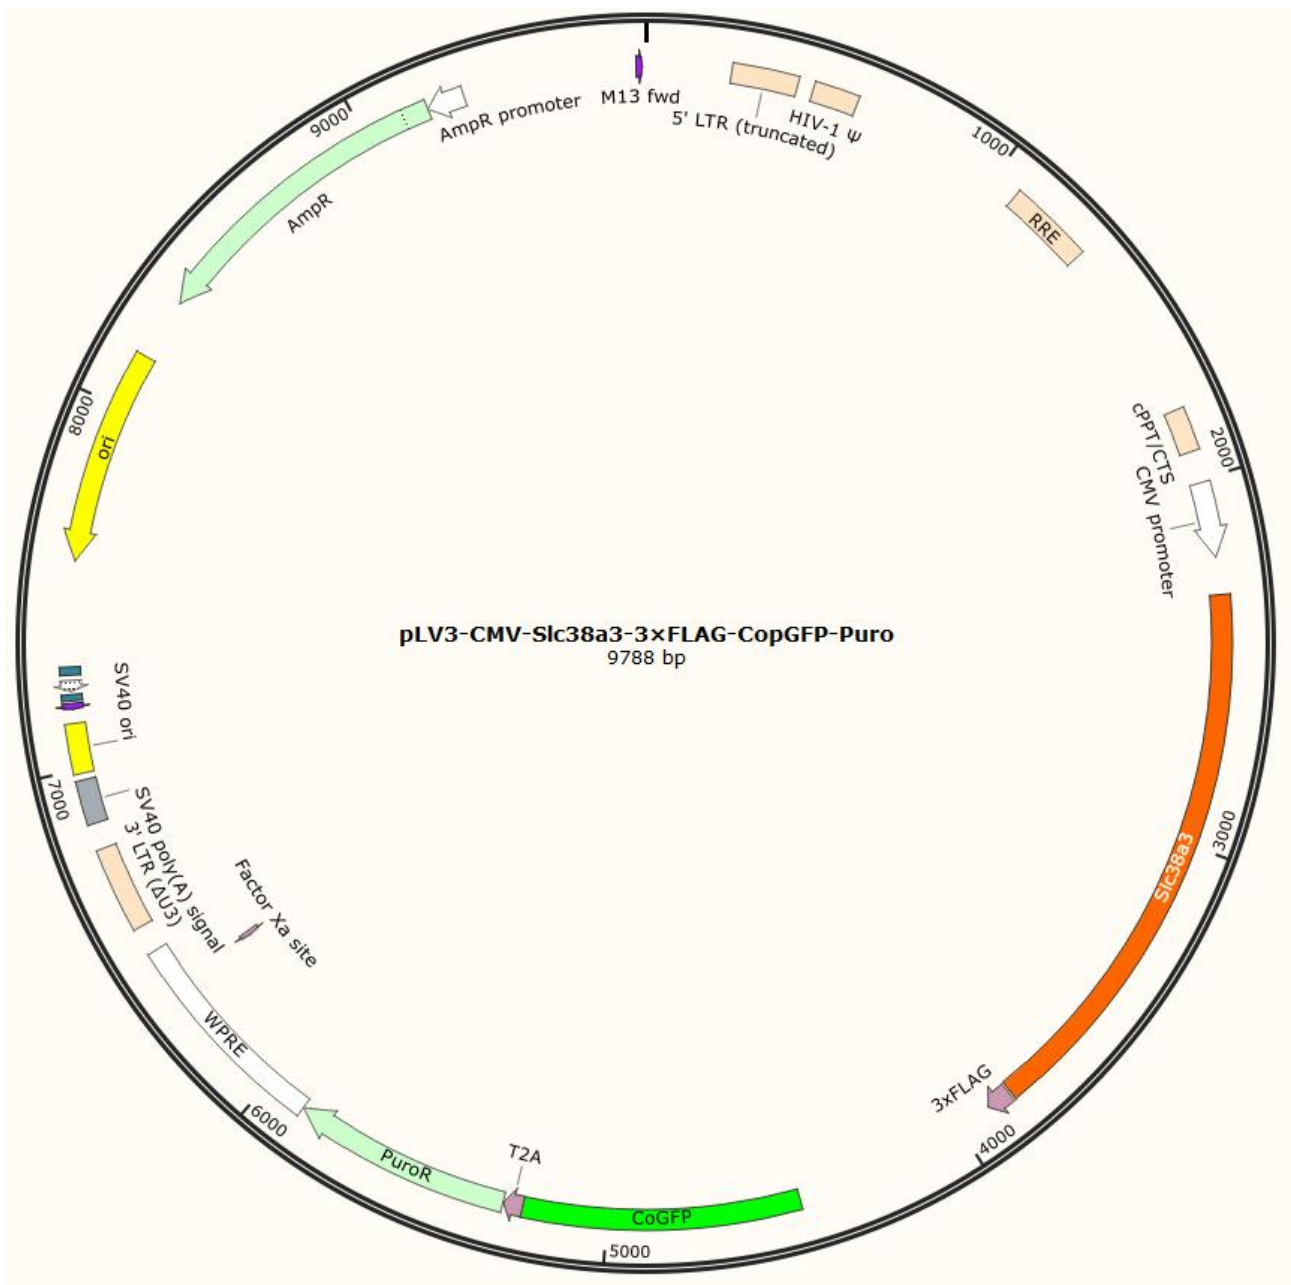 M13 fwd
5' LTR (truncated)
HIV-1 ψ
1000
RRE
cPPT/CTS
2000
CMV promoter
Slc38a3
3000
3xFLAG
4000
CoGFP
5000
T2A
PuroR
6000
WPRE
Factor Xa site
3' LTR (ΔU3)
SV40 poly(A) signal
7000
SV40 ori
ori
8000
AmpR
9000
AmpR promoter
pLV3-CMV-Slc38a3-3×FLAG-CopGFP-Puro
9788 bp